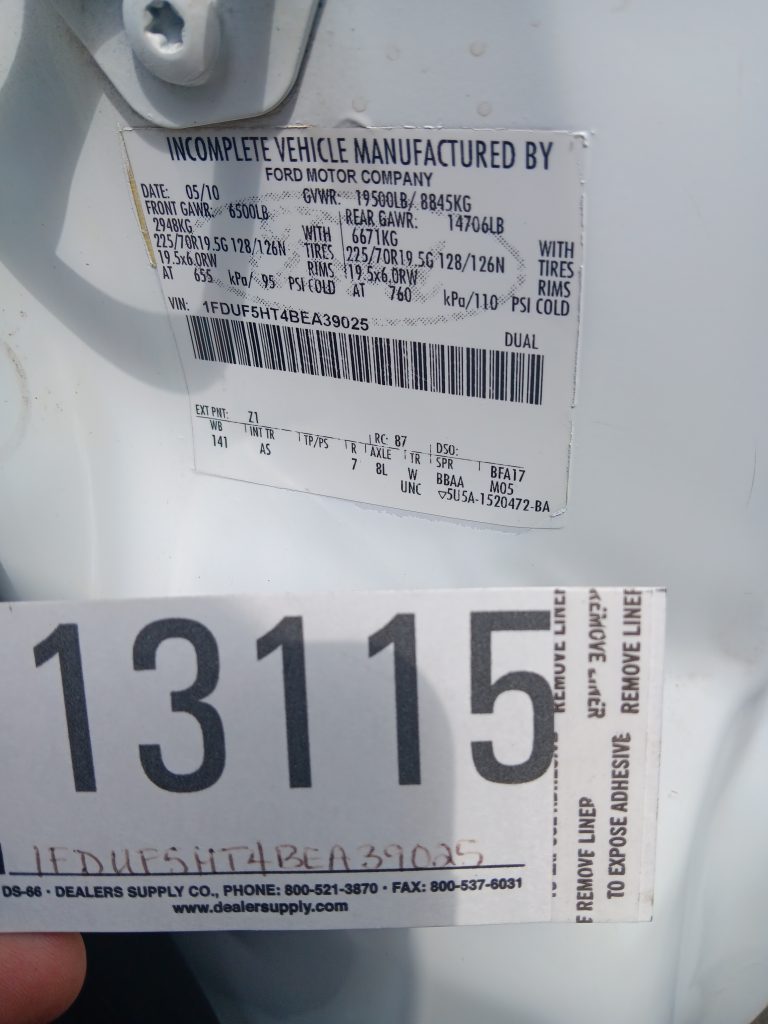 INCOMPLETE VEHICLE MANUFACTURED BY
FORD MOTOR COMPANY
DATE: 05/10 GVWR: 19500LB/ 8845KG
FRONT GAWR: 6500LB REAR GAWR: 14706LB
2948KG WITH 6671KG WITH
225/70R19.5G 128/126N TIRES 225/70R19.5G 128/126N TIRES
19.5x6.0RW RIMS 19.5x6.0RW RIMS
AT 655 kPa/ 95 PSI COLD AT 760 kPa/110 PSI COLD
VIN: 1FDUF5HT4BEA39025
DUAL
EXT PNT: Z1 RC: 87 DSO:
WB INT TR TP/PS R AXLE TR SPR BFA17
141 AS 7 8L W BBAA M05
UNC ▽5U5A-1520472-BA
13115
1FDUF5HT4BEA39025
DS-66 · DEALERS SUPPLY CO., PHONE: 800-521-3870 · FAX: 800-537-6031
www.dealersupply.com
REMOVE LINER
REMOVE LINER
REMOVE LINER
REMOVE LINER
TO EXPOSE ADHESIVE